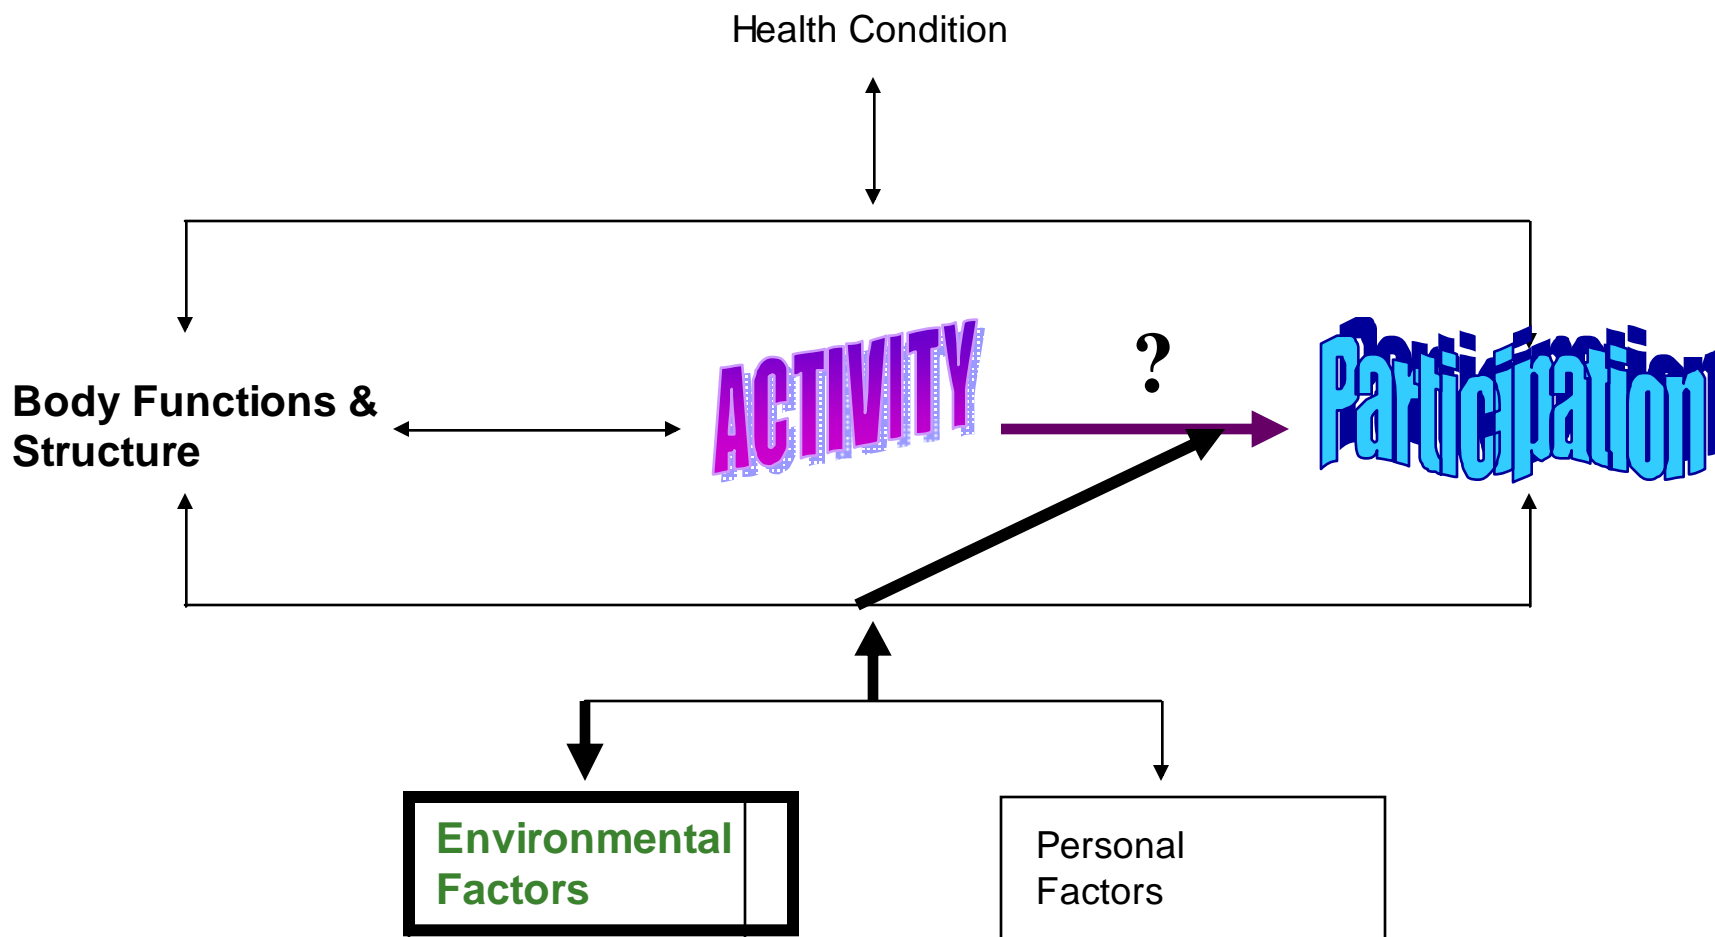 Health Condition
ACTIVITY
?
Participation
Body Functions &
Structure
Environmental
Factors
Personal
Factors